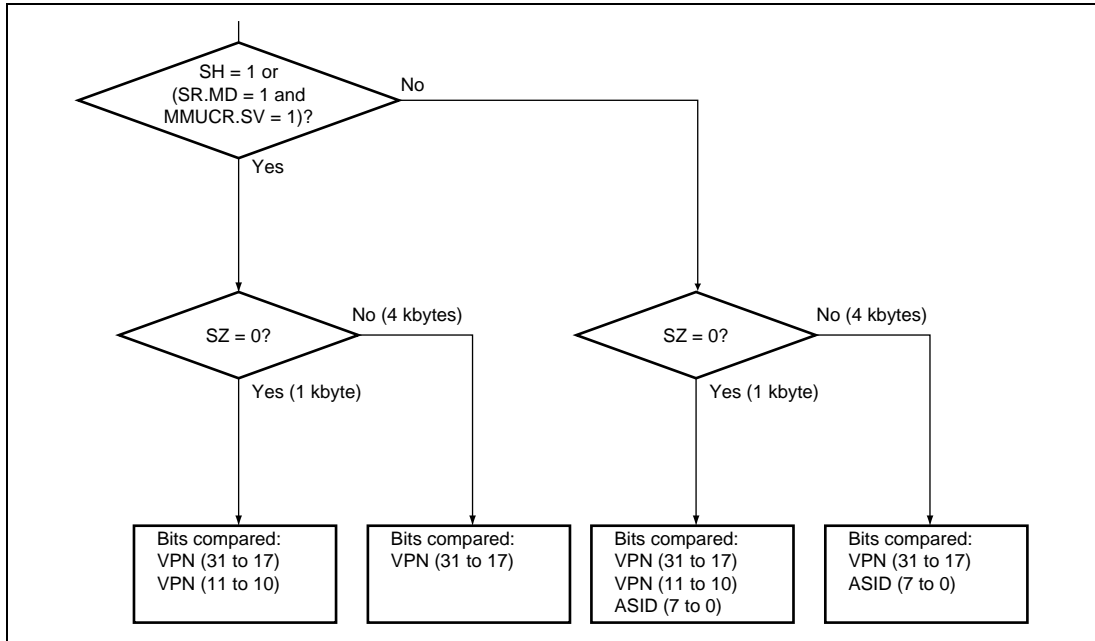 SH = 1 or
(SR.MD = 1 and
MMUCR.SV = 1)?
No
Yes
SZ = 0?
No (4 kbytes)
Yes (1 kbyte)
SZ = 0?
No (4 kbytes)
Yes (1 kbyte)
Bits compared:
VPN (31 to 17)
VPN (11 to 10)
Bits compared:
VPN (31 to 17)
Bits compared:
VPN (31 to 17)
VPN (11 to 10)
ASID (7 to 0)
Bits compared:
VPN (31 to 17)
ASID (7 to 0)